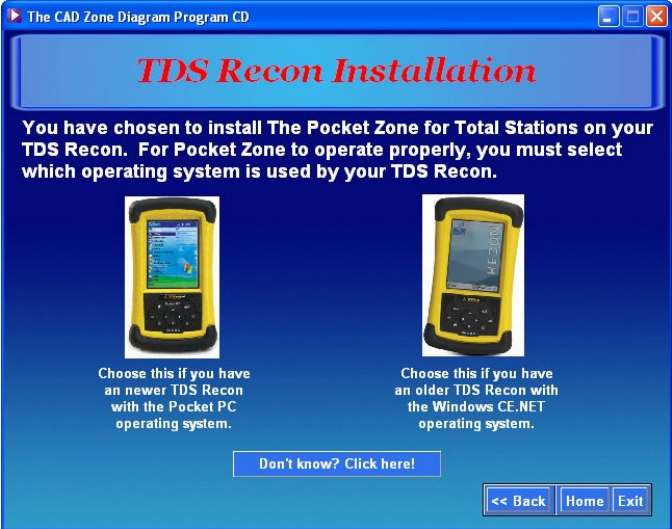 The CAD Zone Diagram Program CD
TDS Recon Installation
You have chosen to install The Pocket Zone for Total Stations on your
TDS Recon.  For Pocket Zone to operate properly, you must select
which operating system is used by your TDS Recon.
RECON
Choose this if you have
an newer TDS Recon
with the Pocket PC
operating system.
Choose this if you have
an older TDS Recon with
the Windows CE.NET
operating system.
Don't know? Click here!
<< Back
Home
Exit